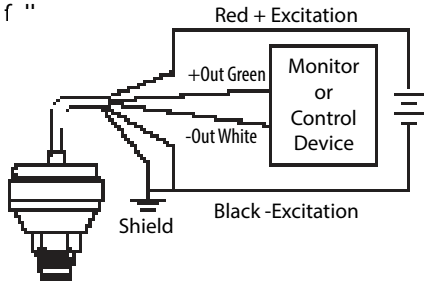 Red + Excitation
+Out Green
Monitor
or
Control
Device
-Out White
Shield
Black -Excitation